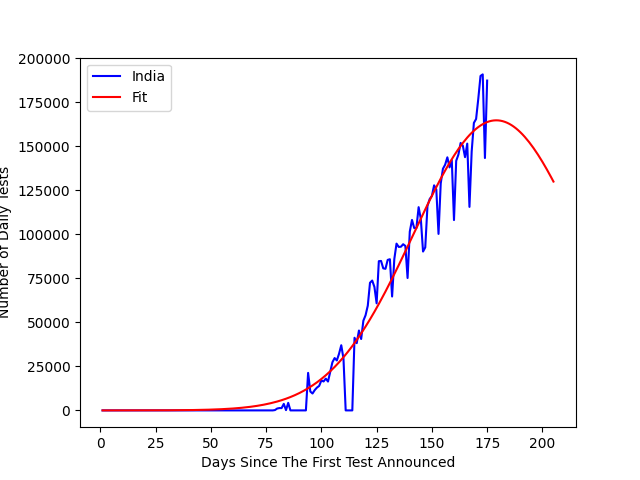 200000
175000
150000
125000
100000
75000
50000
25000
0
Number of Daily Tests
India
Fit
0 25 50 75 100 125 150 175 200
Days Since The First Test Announced